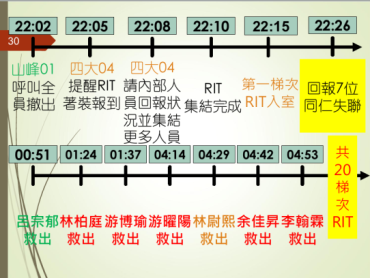 22:02 22:05 22:08 22:10 22:15 22:26
30
山峰01
呼叫全
員撤出
四大04
提醒RIT
著裝報到
四大04
請內部人
員回報狀
況並集結
更多人員
RIT
集結完成
第一梯次
RIT入室
回報7位
同仁失聯
00:51 01:24 01:37 04:14 04:29 04:42 04:53
呂宗郁
救出
林柏庭
救出
游博瑜
救出
游曜陽
救出
林尉熙
救出
余佳昇
救出
李翰霖
救出
共
20
梯
次
RIT